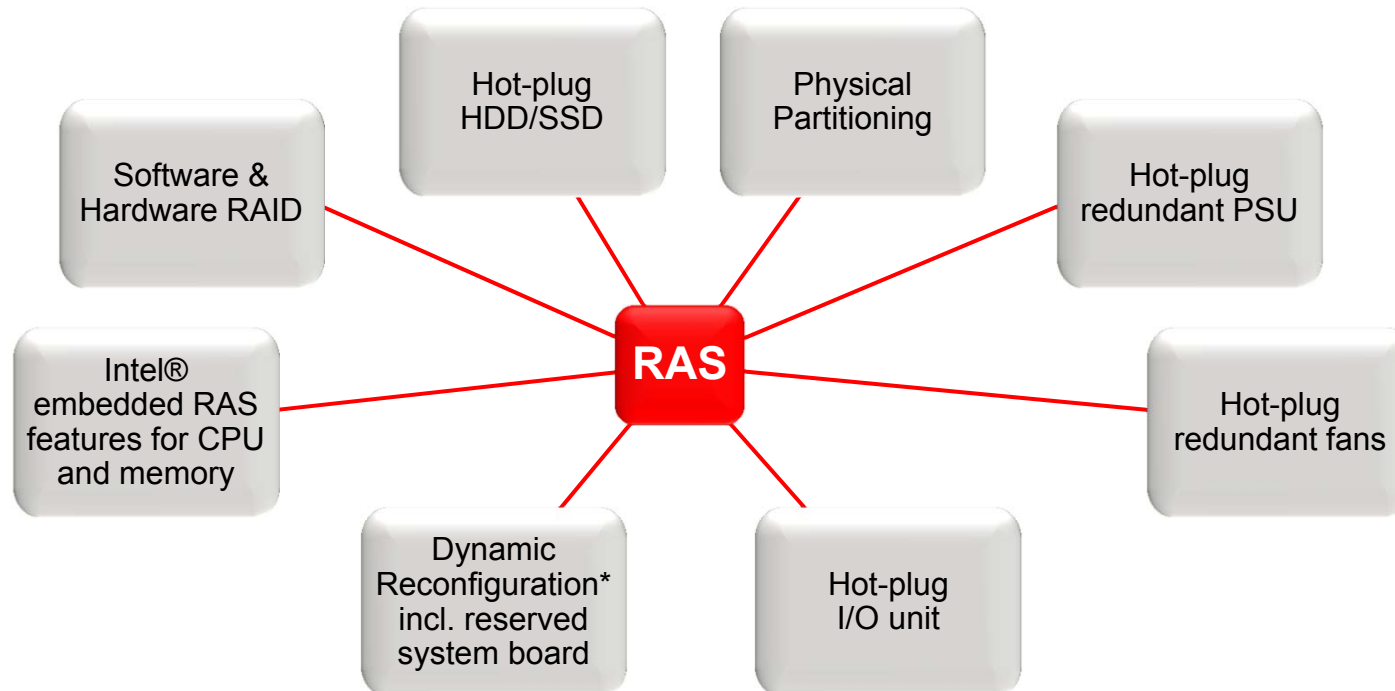 Hot-plug
HDD/SSD
Physical
Partitioning
Software &
Hardware RAID
Hot-plug
redundant PSU
RAS
Intel®
embedded RAS
features for CPU
and memory
Hot-plug
redundant fans
Dynamic
Reconfiguration*
incl. reserved
system board
Hot-plug
I/O unit